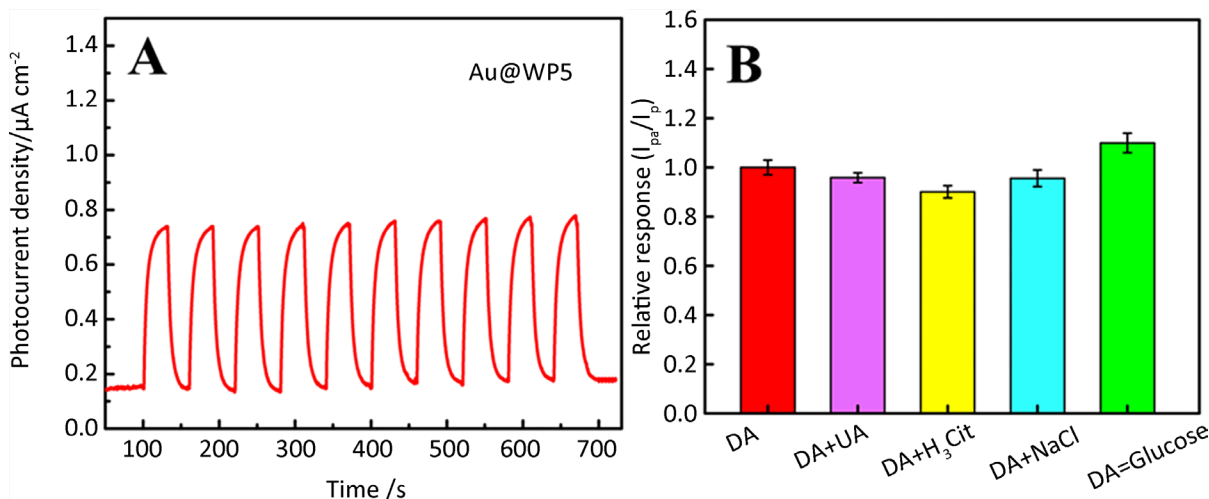 A
Au@WP5
Photocurrent density/μA cm⁻²
1.4
1.2
1.0
0.8
0.6
0.4
0.2
0.0
100 200 300 400 500 600 700
Time /s
B
Relative response (I_pa/I_p)
1.6
1.4
1.2
1.0
0.8
0.6
0.4
0.2
0.0
DA
DA+UA
DA+H₃Cit
DA+NaCl
DA=Glucose